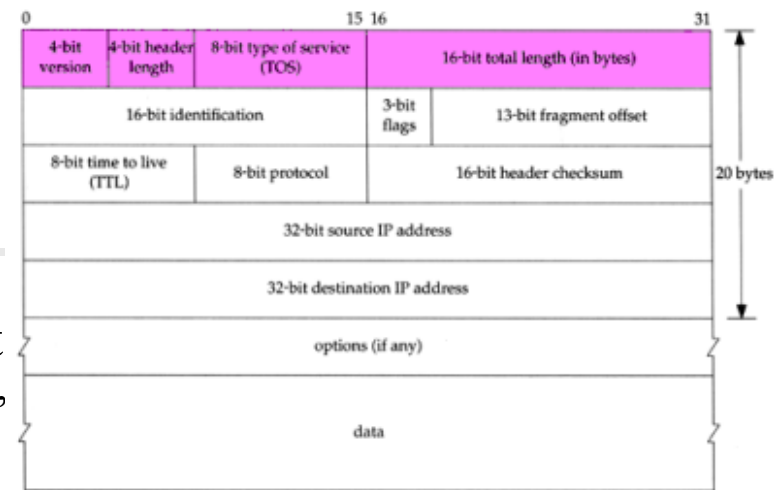 0 15 16 31
4-bit version 4-bit header length 8-bit type of service (TOS) 16-bit total length (in bytes)
16-bit identification 3-bit flags 13-bit fragment offset
8-bit time to live (TTL) 8-bit protocol 16-bit header checksum
20 bytes
32-bit source IP address
32-bit destination IP address
options (if any)
data